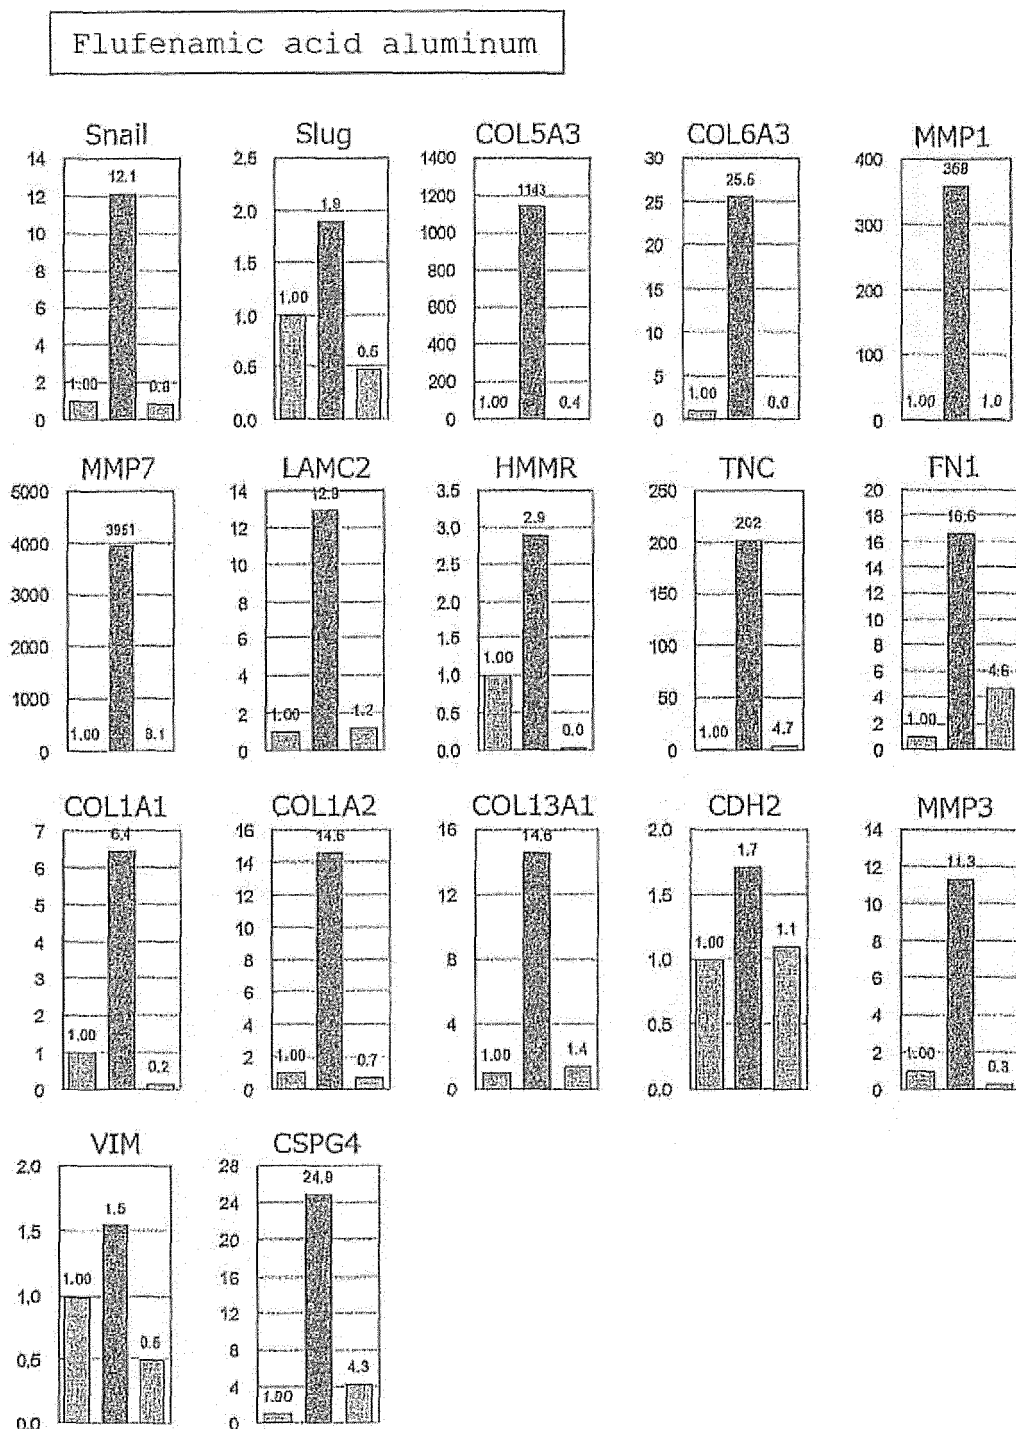 Flufenamic acid aluminum
Snail Slug COL5A3 COL6A3 MMP1
14 12 10 8 6 4 2 0 1.00 12.1
2.5 2.0 1.5 1.0 0.5 0.0 1.00 1.9 0.5
1400 1200 1000 800 600 400 200 0 1.00 1143 0.4
30 25 20 15 10 5 0 1.00 25.6 0.0
400 300 200 100 0 1.00 1.0
MMP7 LAMC2 HMMR TNC FN1
5000 4000 3000 2000 1000 0 1.00 3951
14 12 10 8 6 4 2 0 1.00 12.9 1.2
3.5 3.0 2.5 2.0 1.5 1.0 0.5 0.0 1.00 2.9 0.0
250 200 150 100 50 0 1.00 202 4.7
20 18 16 14 12 10 8 6 4 2 0 1.00 16.6 4.6
COL1A1 COL1A2 COL13A1 CDH2 MMP3
7 6 5 4 3 2 1 0 1.00 6.4 0.2
16 14 12 10 8 6 4 2 0 1.00 14.6 0.7
16 12 8 4 0 1.00 14.6 1.4
2.0 1.5 1.0 0.5 0.0 1.00 1.7 1.1
14 12 10 8 6 4 2 0 1.00 11.3 0.3
VIM CSPG4
2.0 1.5 1.0 0.5 0.0 1.00 1.5 0.5
28 24 20 16 12 8 4 0 1.00 24.9 4.3